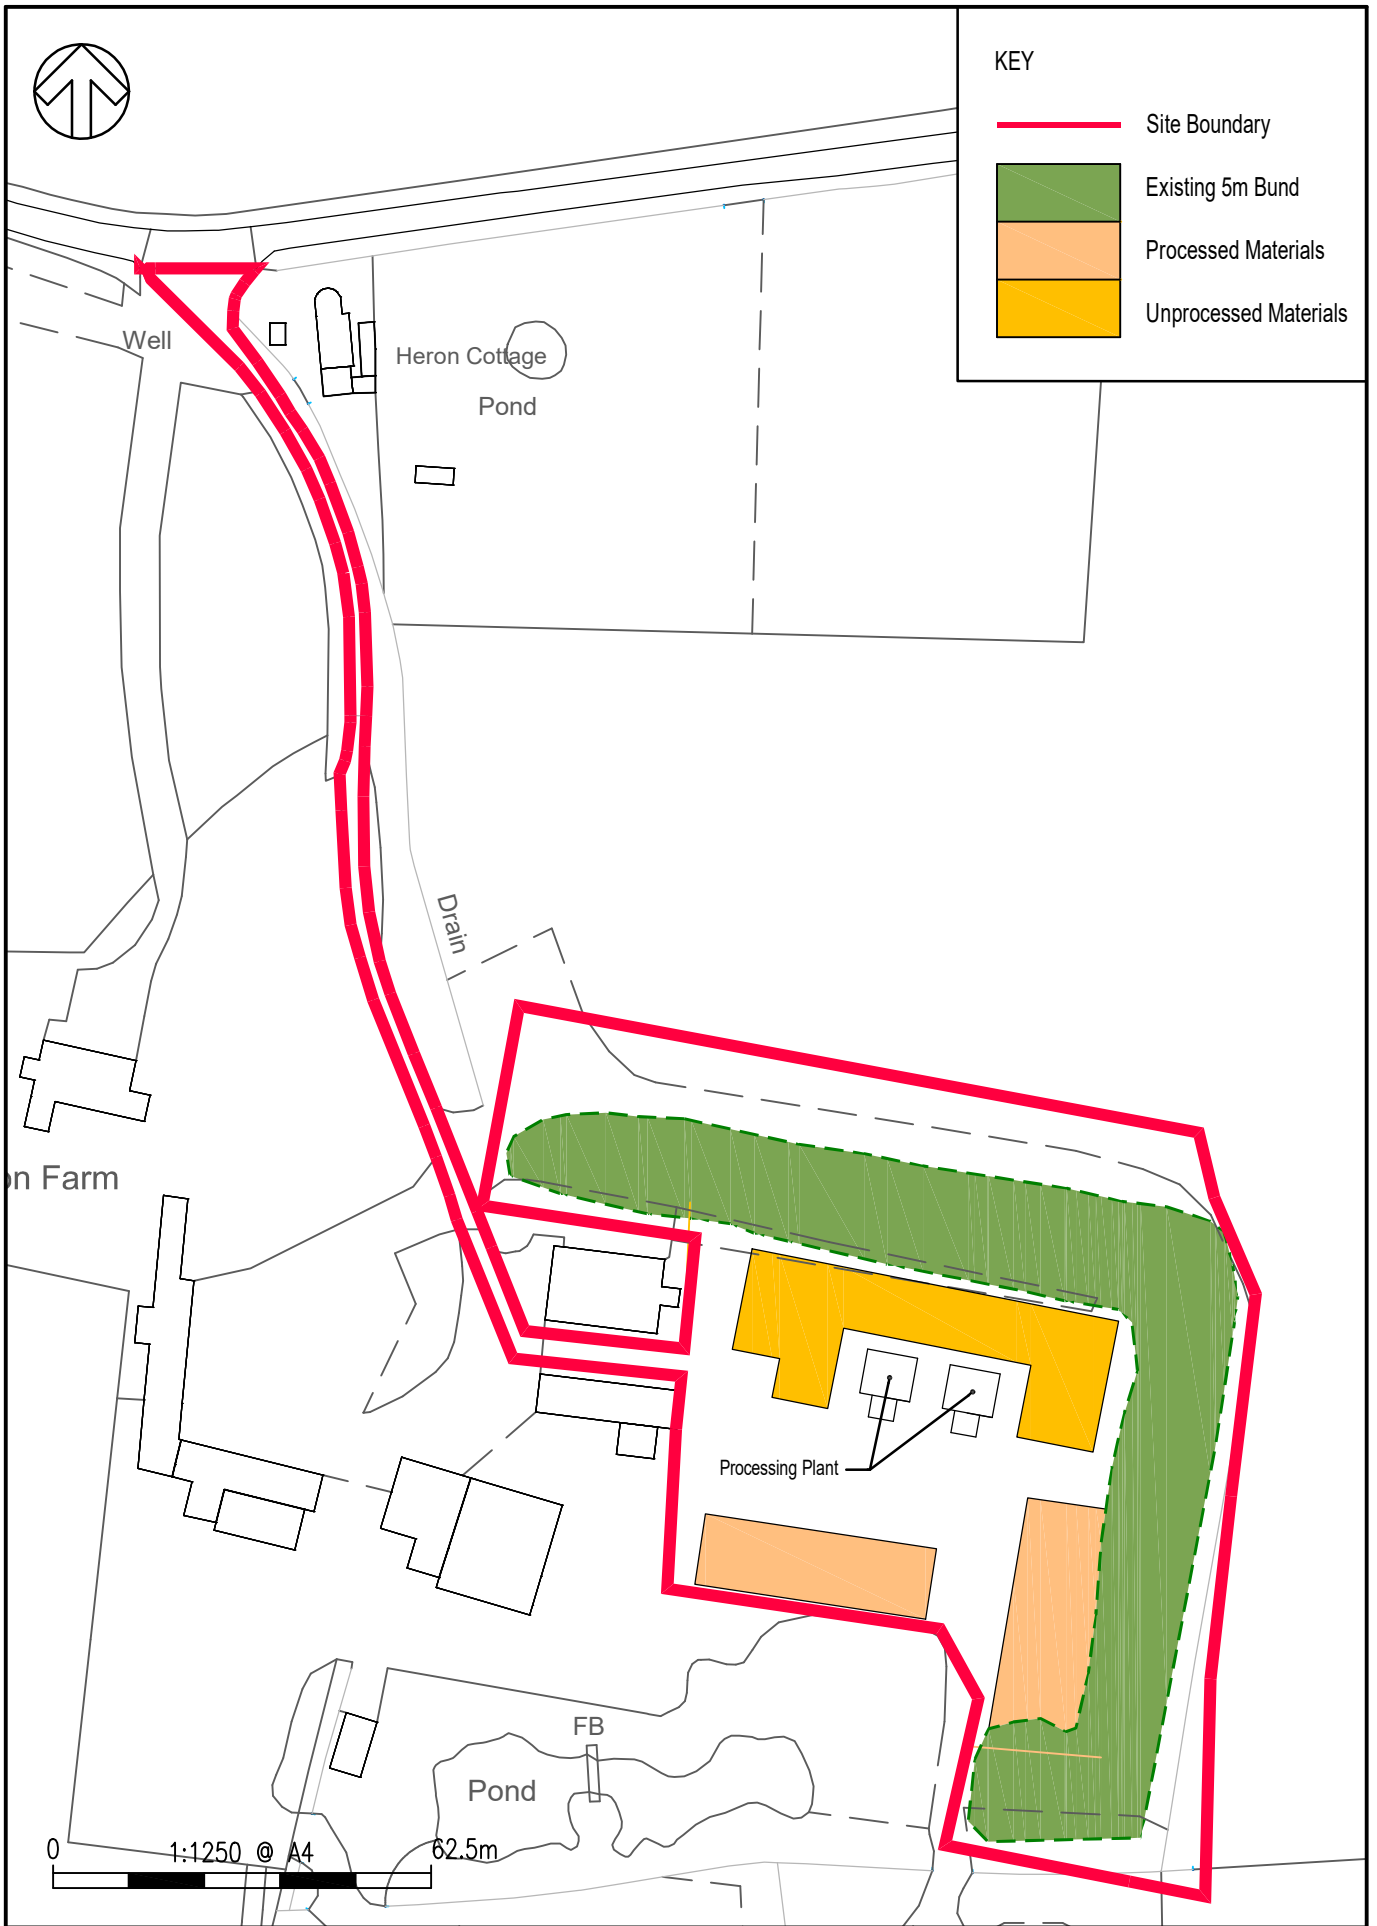 KEY
Site Boundary
Existing 5m Bund
Processed Materials
Unprocessed Materials
Well
Heron Cottage
Pond
Drain
on Farm
Processing Plant
FB
Pond
0
1:1250 @ A4
62.5m